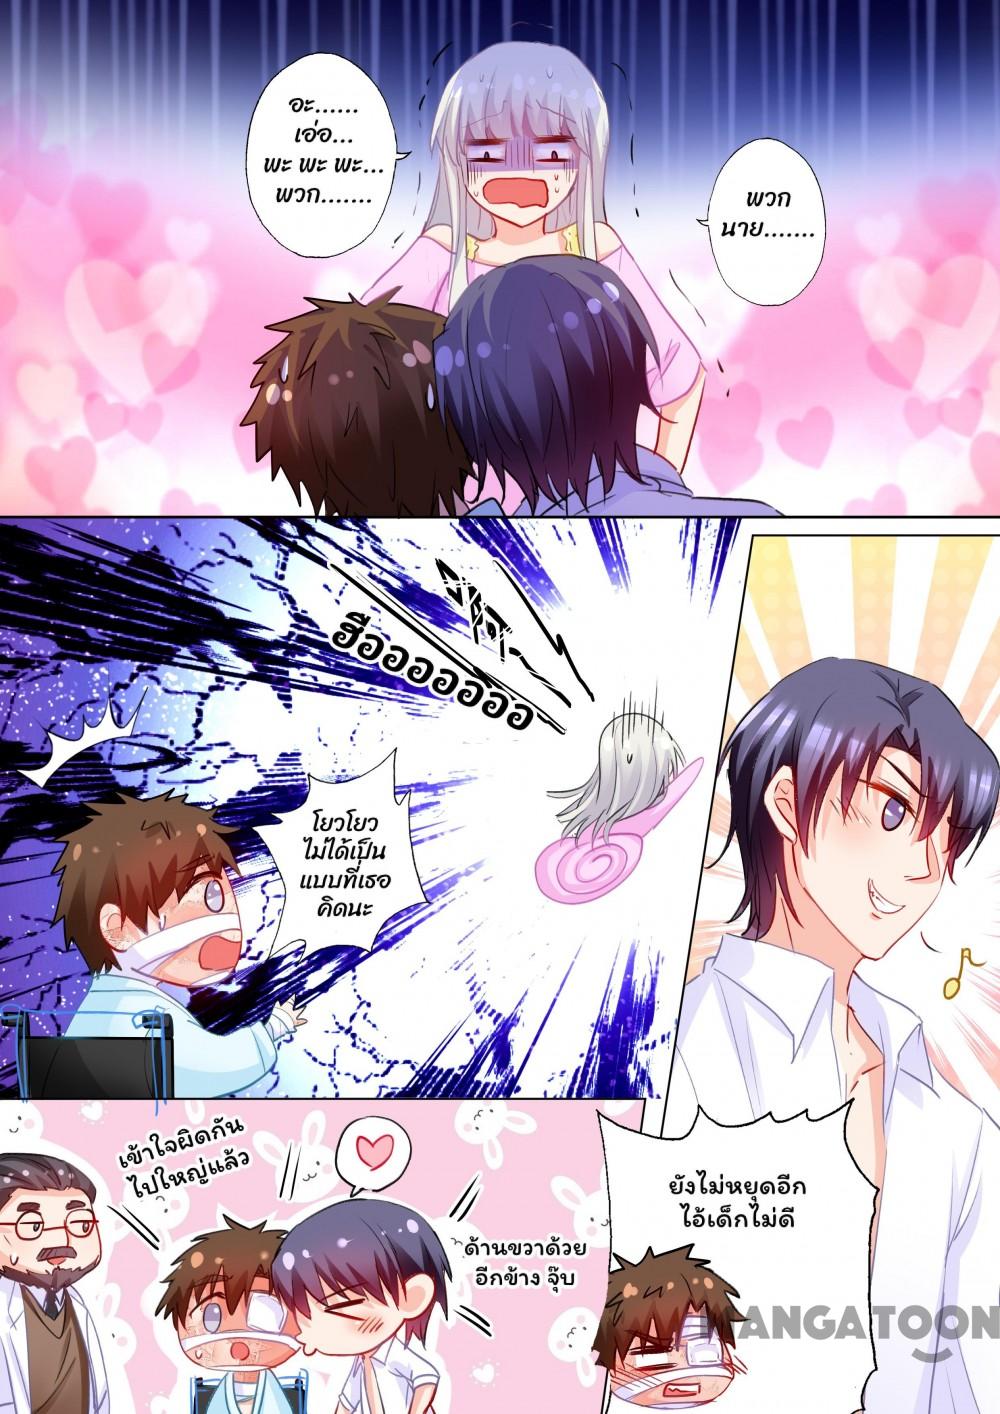 อะ......
เอ่อ...
พะ พะ พะ...
พวก.......
พวก
นาย.......
ฮืออออออออ
โยวโยว
ไม่ได้เป็น
แบบที่เธอ
คิดนะ
เข้าใจผิดกัน
ไปใหญ่แล้ว
ด้านขวาด้วย
อีกข้าง จุ๊บ
ยังไม่หยุดอีก
ไอ้เด็กไม่ดี
MANGATOON